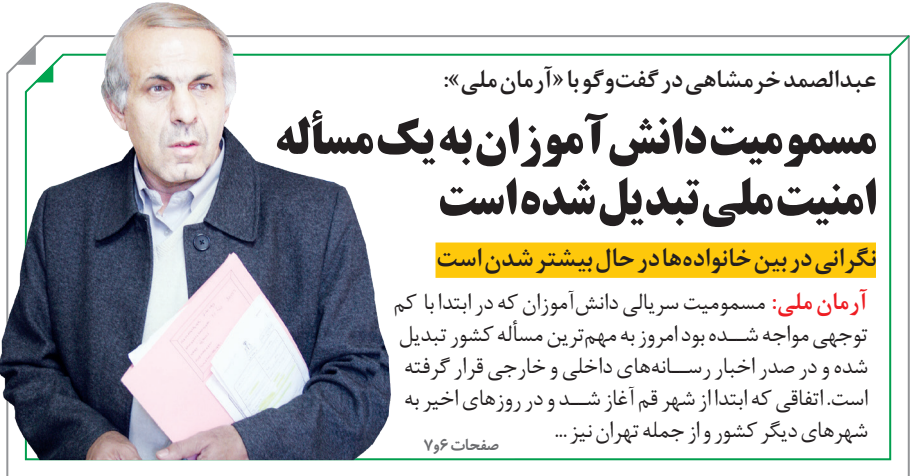 عبدالصمد خرمشاهی در گفت‌وگو با «آرمان ملی»:
مسمومیت دانش آموزان به یک مسأله
امنیت ملی تبدیل شده است
نگرانی در بین خانواده‌ها در حال بیشتر شدن است
آرمان ملی: مسمومیت سریالی دانش‌آموزان که در ابتدا با کم
توجهی مواجه شــده بود امروز به مهم‌ترین مسأله کشور تبدیل
شده و در صدر اخبار رســانه‌های داخلی و خارجی قرار گرفته
است. اتفاقی که ابتدا از شهر قم آغاز شــد و در روزهای اخیر به
شهرهای دیگر کشور و از جمله تهران نیز ...
صفحات ۶و۷